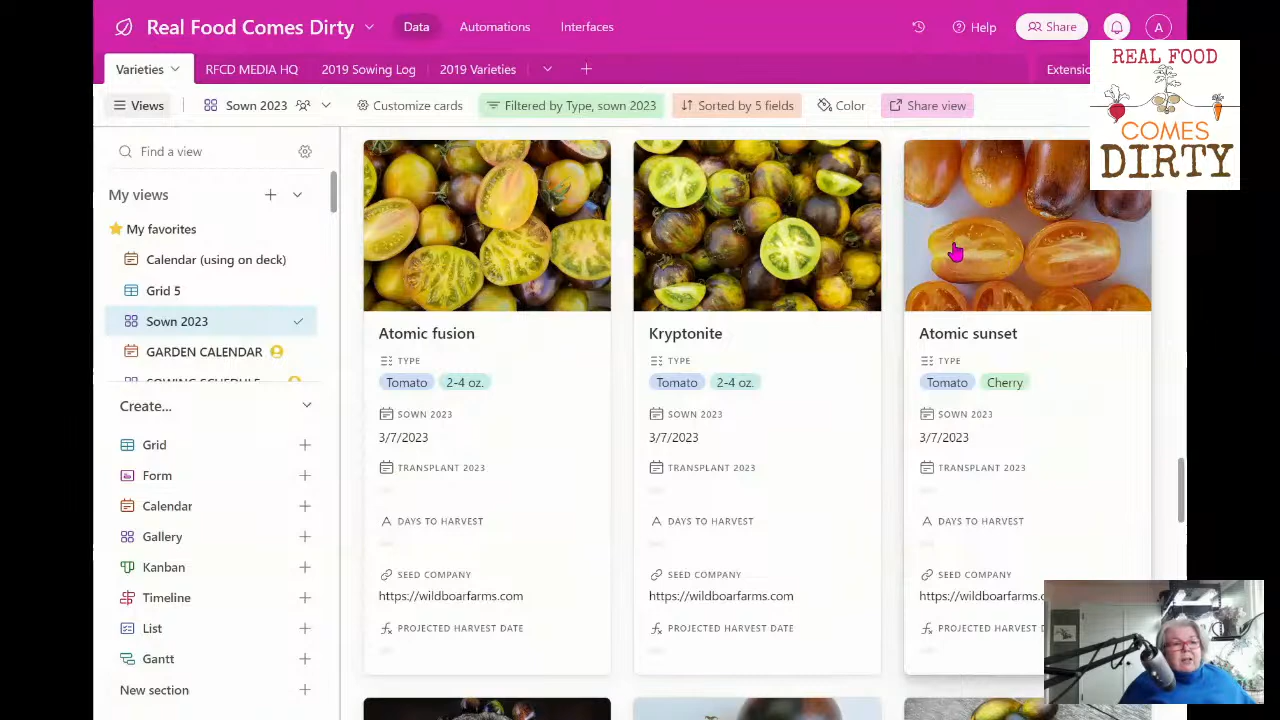 Real Food Comes Dirty
Data
Automations
Interfaces
Help
Share
A
Varieties
RFCD MEDIA HQ
2019 Sowing Log
2019 Varieties
Extensio
REAL FOOD
COMES
DIRTY
Views
Sown 2023
Customize cards
Filtered by Type, sown 2023
Sorted by 5 fields
Color
Share view
Find a view
My views
My favorites
Calendar (using on deck)
Grid 5
Sown 2023
GARDEN CALENDAR
SOWING SCHEDULE
Create...
Grid
Form
Calendar
Gallery
Kanban
Timeline
List
Gantt
New section
Atomic fusion
TYPE
Tomato 2-4 oz.
SOWN 2023
3/7/2023
TRANSPLANT 2023
DAYS TO HARVEST
SEED COMPANY
https://wildboarfarms.com
PROJECTED HARVEST DATE
Kryptonite
TYPE
Tomato 2-4 oz.
SOWN 2023
3/7/2023
TRANSPLANT 2023
DAYS TO HARVEST
SEED COMPANY
https://wildboarfarms.com
PROJECTED HARVEST DATE
Atomic sunset
TYPE
Tomato Cherry
SOWN 2023
3/7/2023
TRANSPLANT 2023
DAYS TO HARVEST
SEED COMPANY
https://wildboarfarms.c
PROJECTED HARVEST D